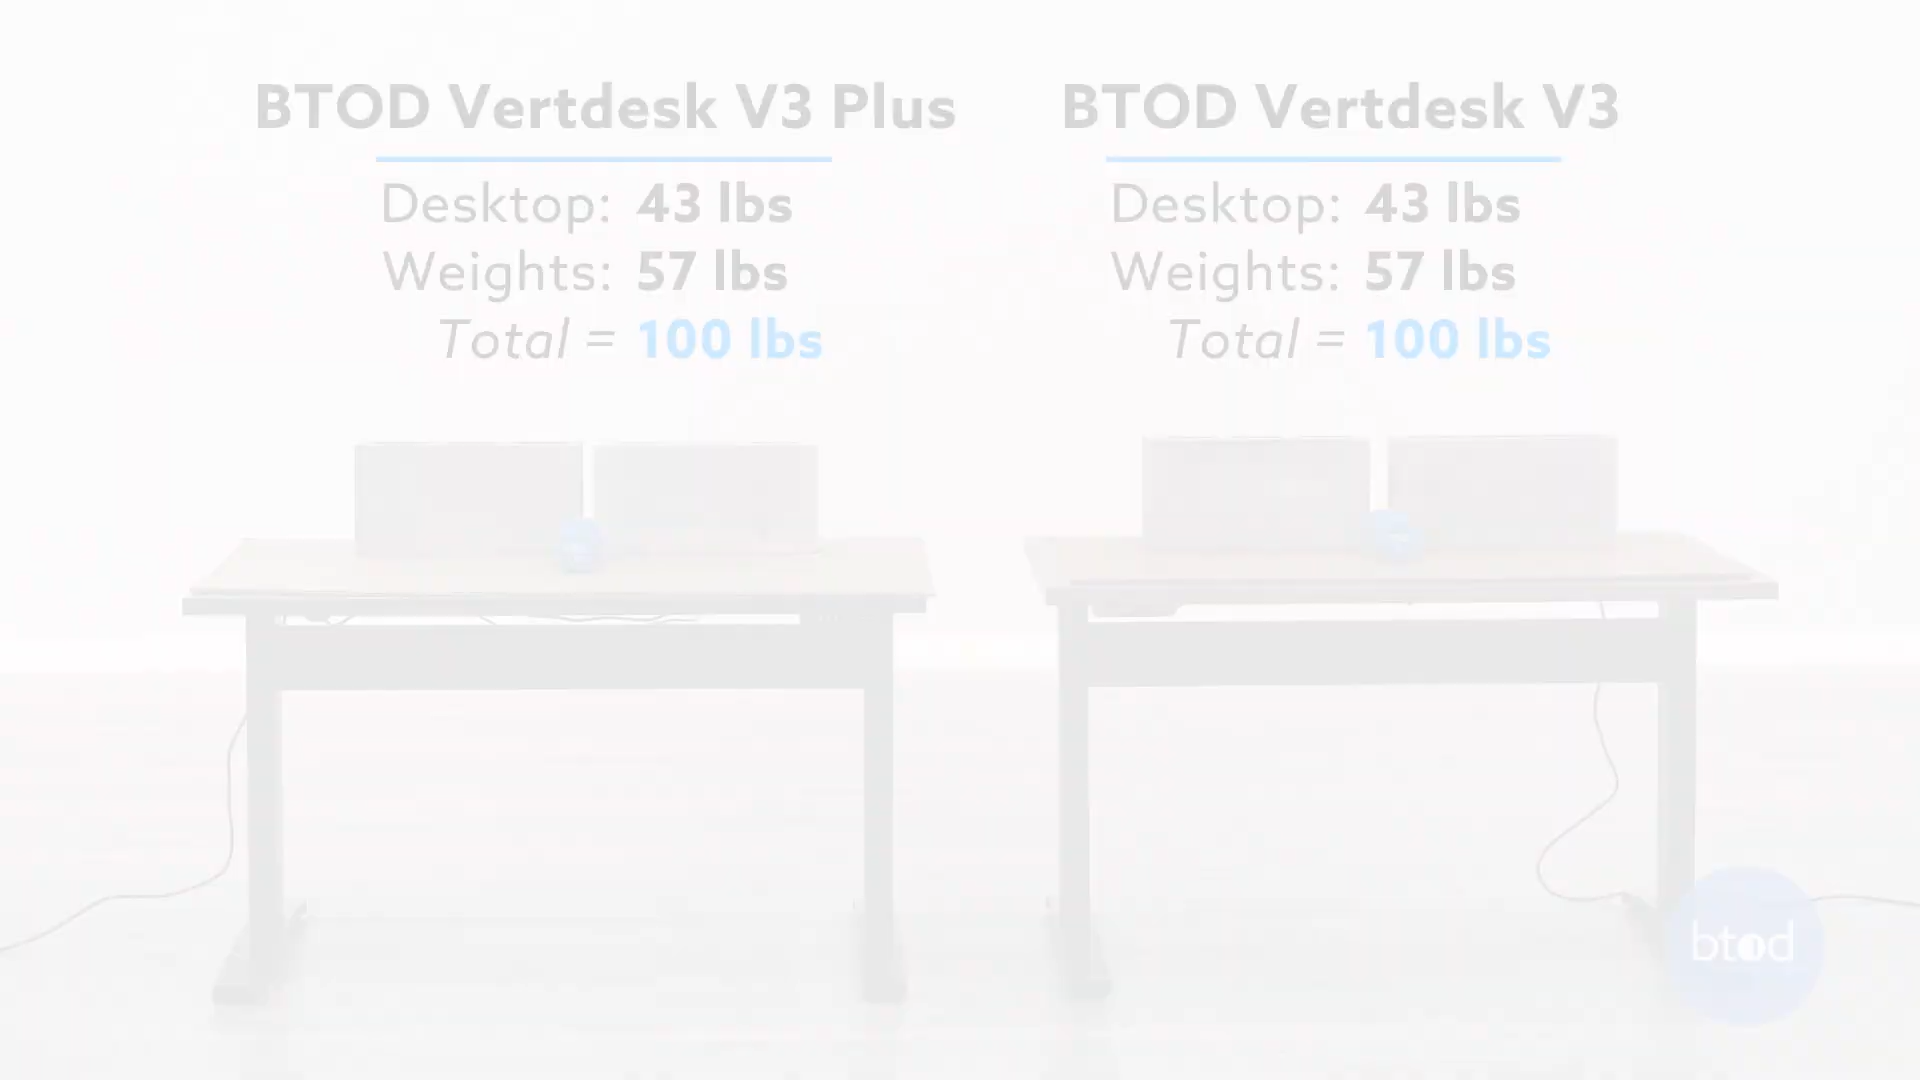 BTOD Vertdesk V3 Plus
Desktop: 43 lbs
Weights: 57 lbs
Total = 100 lbs
BTOD Vertdesk V3
Desktop: 43 lbs
Weights: 57 lbs
Total = 100 lbs
btod